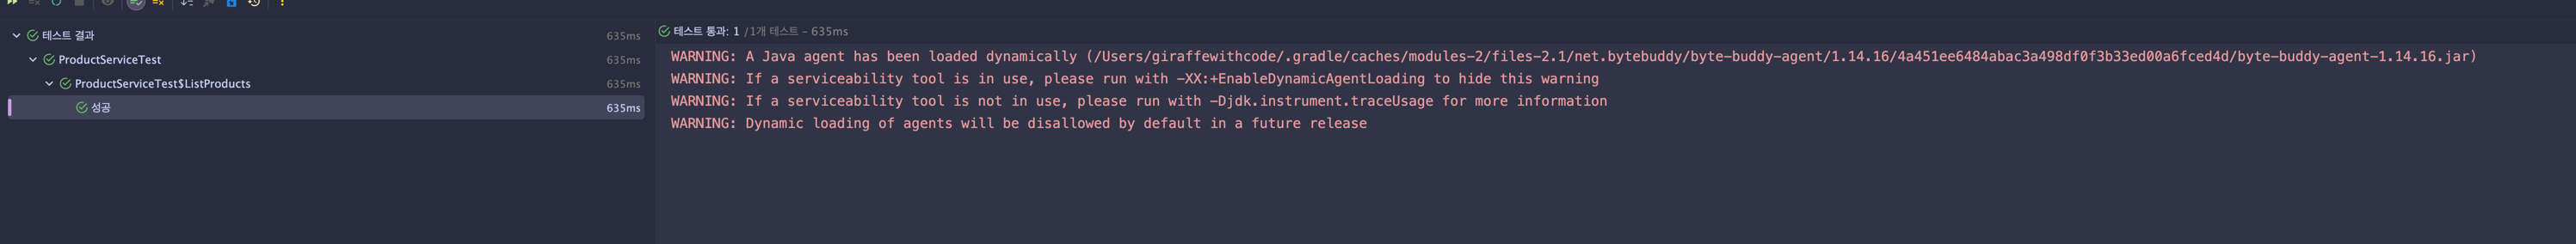 테스트 결과 635ms
ProductServiceTest 635ms
ProductServiceTest$ListProducts 635ms
성공 635ms
테스트 통과: 1 /1개 테스트 – 635ms
WARNING: A Java agent has been loaded dynamically (/Users/giraffewithcode/.gradle/caches/modules-2/files-2.1/net.bytebuddy/byte-buddy-agent/1.14.16/4a451ee6484abac3a498df0f3b33ed00a6fced4d/byte-buddy-agent-1.14.16.jar)
WARNING: If a serviceability tool is in use, please run with -XX:+EnableDynamicAgentLoading to hide this warning
WARNING: If a serviceability tool is not in use, please run with -Djdk.instrument.traceUsage for more information
WARNING: Dynamic loading of agents will be disallowed by default in a future release